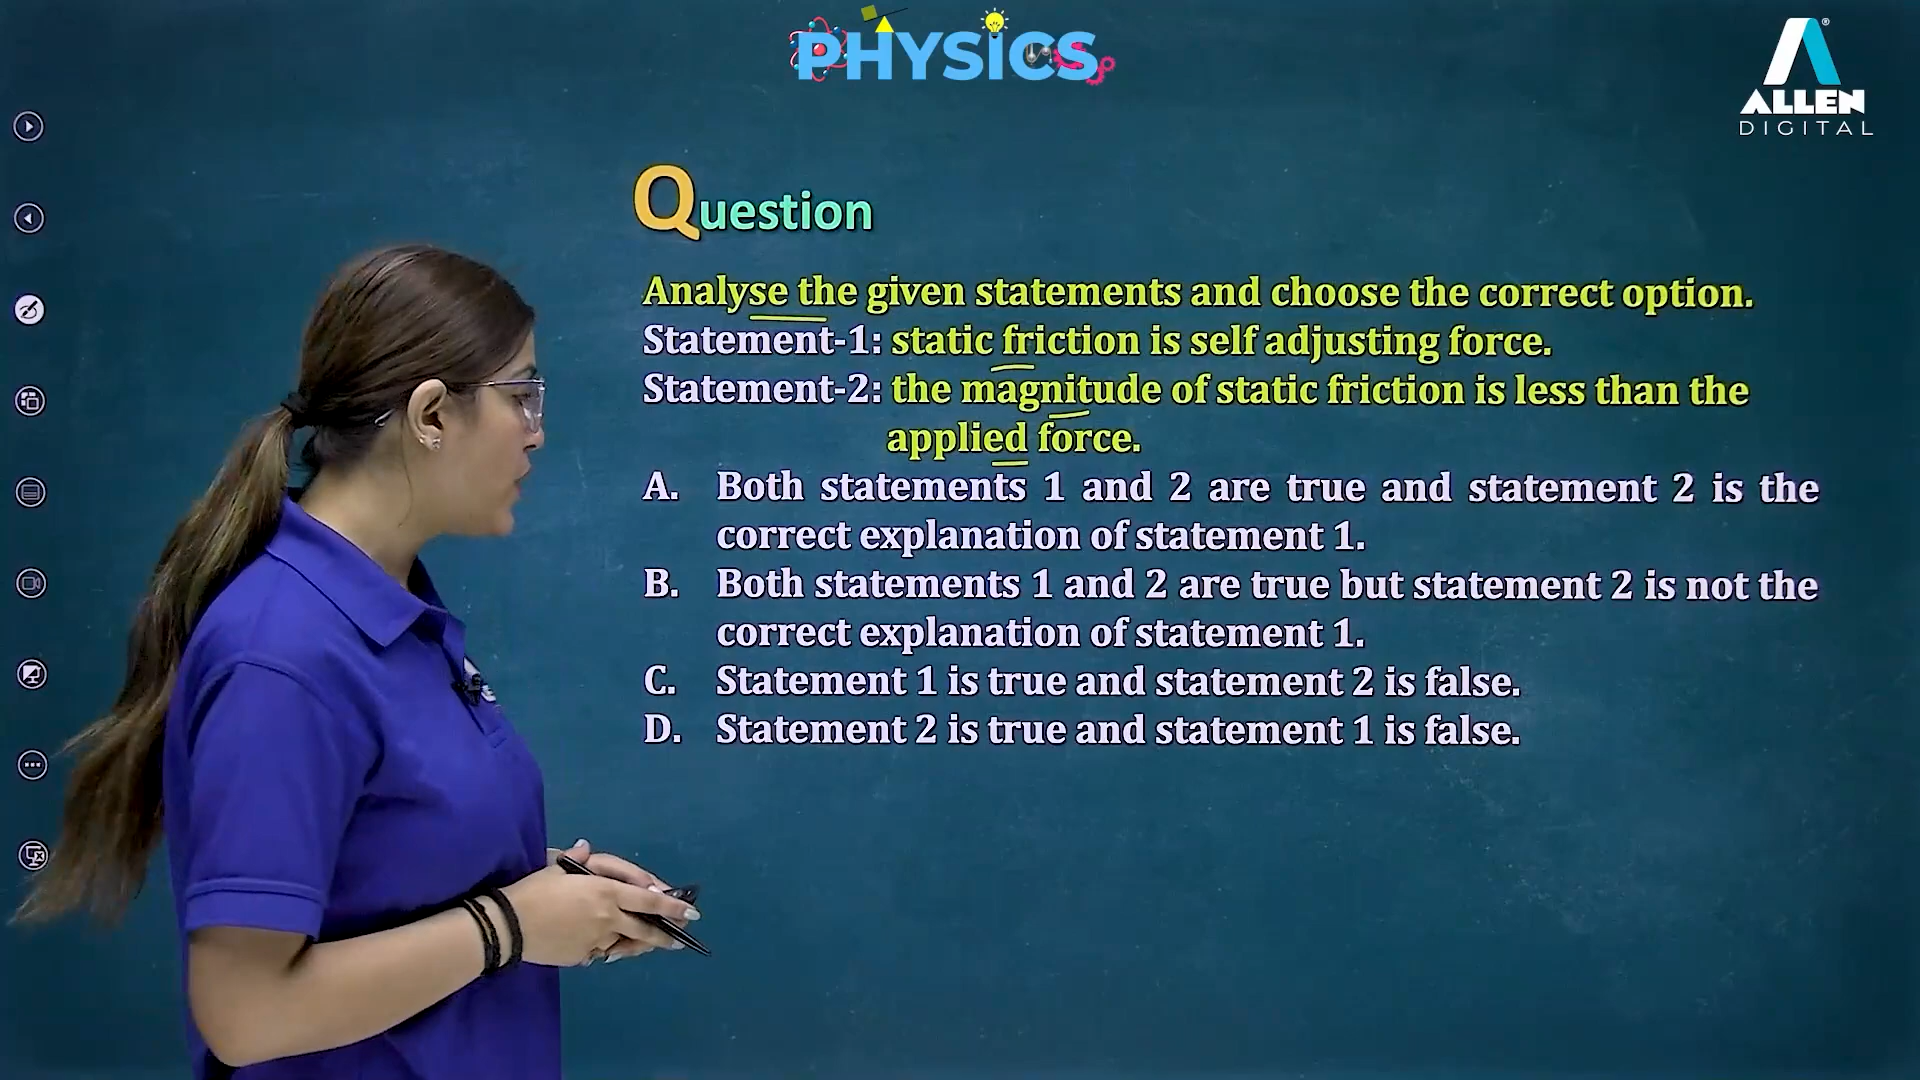 PHYSICS
ALLEN
DIGITAL
Question
Analyse the given statements and choose the correct option.
Statement-1: static friction is self adjusting force.
Statement-2: the magnitude of static friction is less than the
applied force.
A. Both statements 1 and 2 are true and statement 2 is the
correct explanation of statement 1.
B. Both statements 1 and 2 are true but statement 2 is not the
correct explanation of statement 1.
C. Statement 1 is true and statement 2 is false.
D. Statement 2 is true and statement 1 is false.